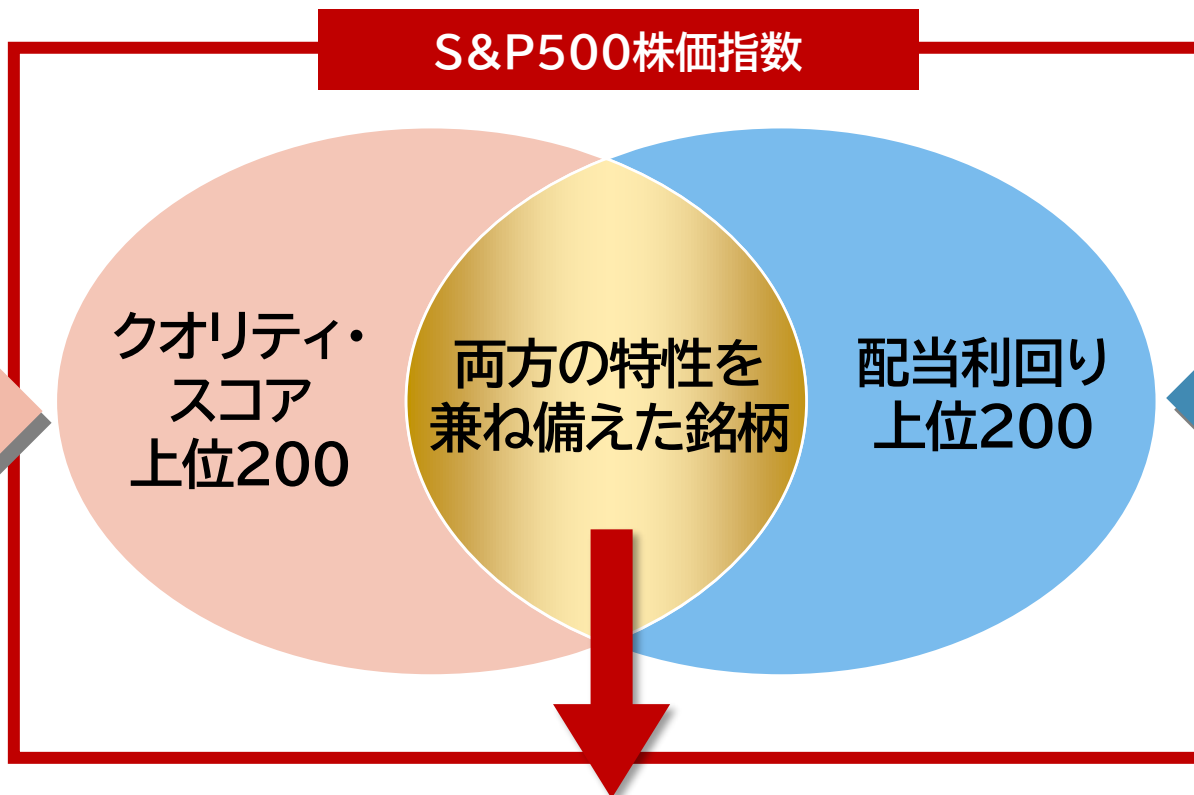 S&P500株価指数
クオリティ・
スコア
上位200
両方の特性を
兼ね備えた銘柄
配当利回り
上位200